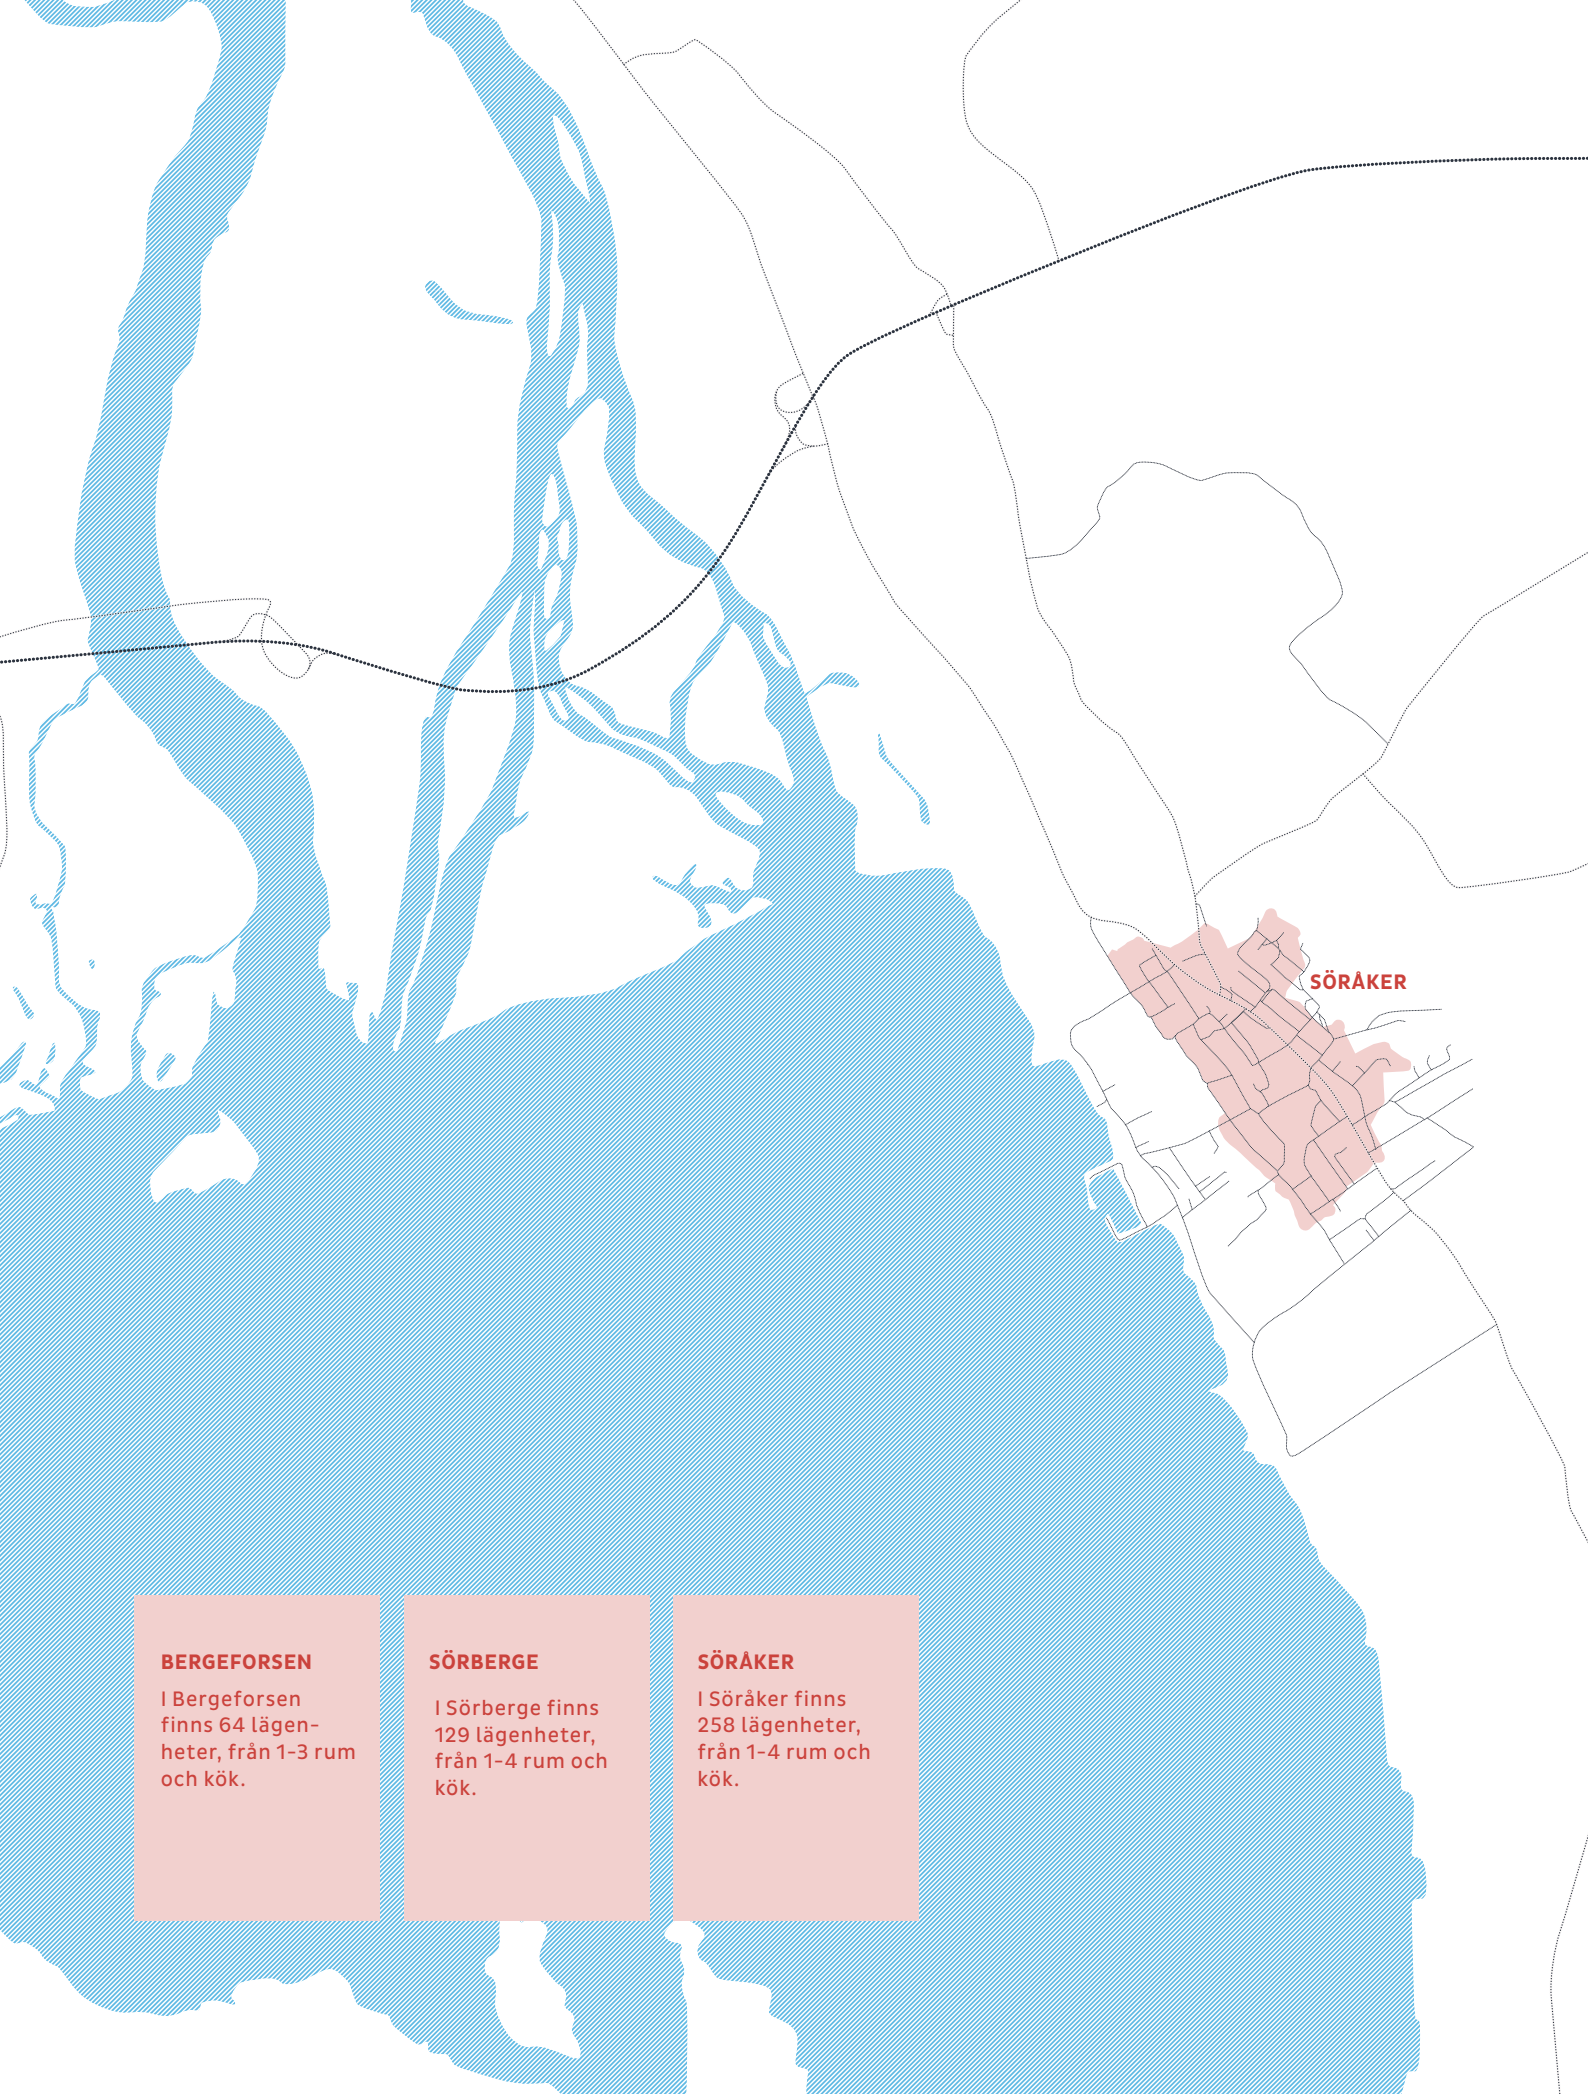 SÖRÅKER
BERGEFORSEN
I Bergeforsen
finns 64 lägen-
heter, från 1-3 rum
och kök.
SÖRBERGE
I Sörberge finns
129 lägenheter,
från 1-4 rum och
kök.
SÖRÅKER
I Söråker finns
258 lägenheter,
från 1-4 rum och
kök.